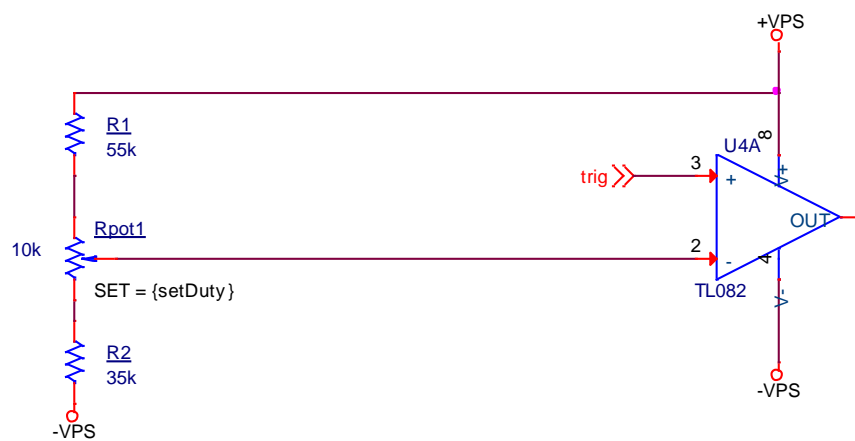 +VPS
R1
55k
8
U4A
V+
3
trig
+
Rpot1
10k
OUT
2
-
4
SET = {setDuty}
TL082
V-
R2
35k
-VPS
-VPS